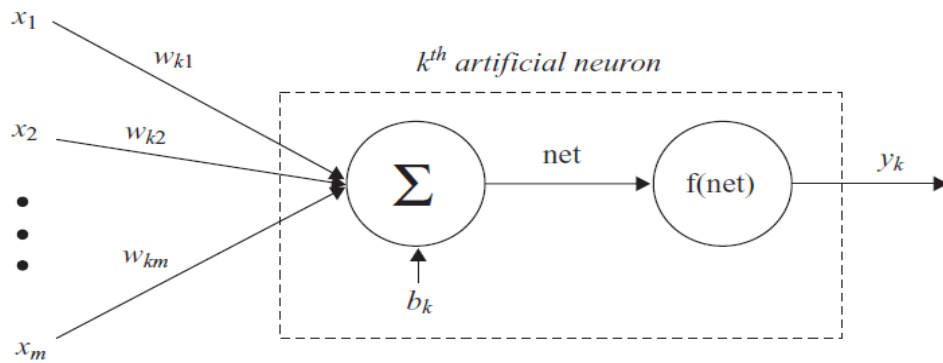 x₁
wₖ₁
kᵗʰ artificial neuron
x₂
wₖ₂
Σ
net
f(net)
yₖ
wₖₘ
bₖ
xₘ